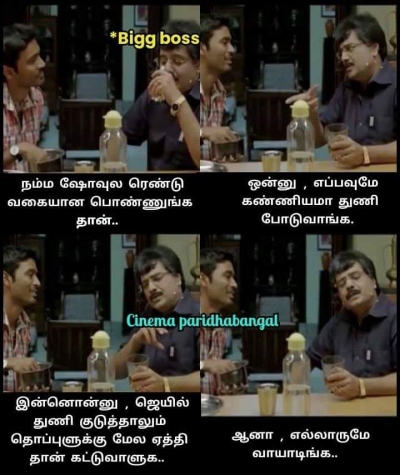 *Bigg boss
நம்ம ஷோவுல ரெண்டு
வகையான பொண்ணுங்க
தான்..
ஒன்னு , எப்பவுமே
கண்ணியமா துணி
போடுவாங்க.
Cinema paridhabangal
இன்னொன்னு , ஜெயில்
துணி குடுத்தாலும்
தொப்புளுக்கு மேல ஏத்தி
தான் கட்டுவாளுக..
ஆனா , எல்லாருமே
வாயாடிங்க..